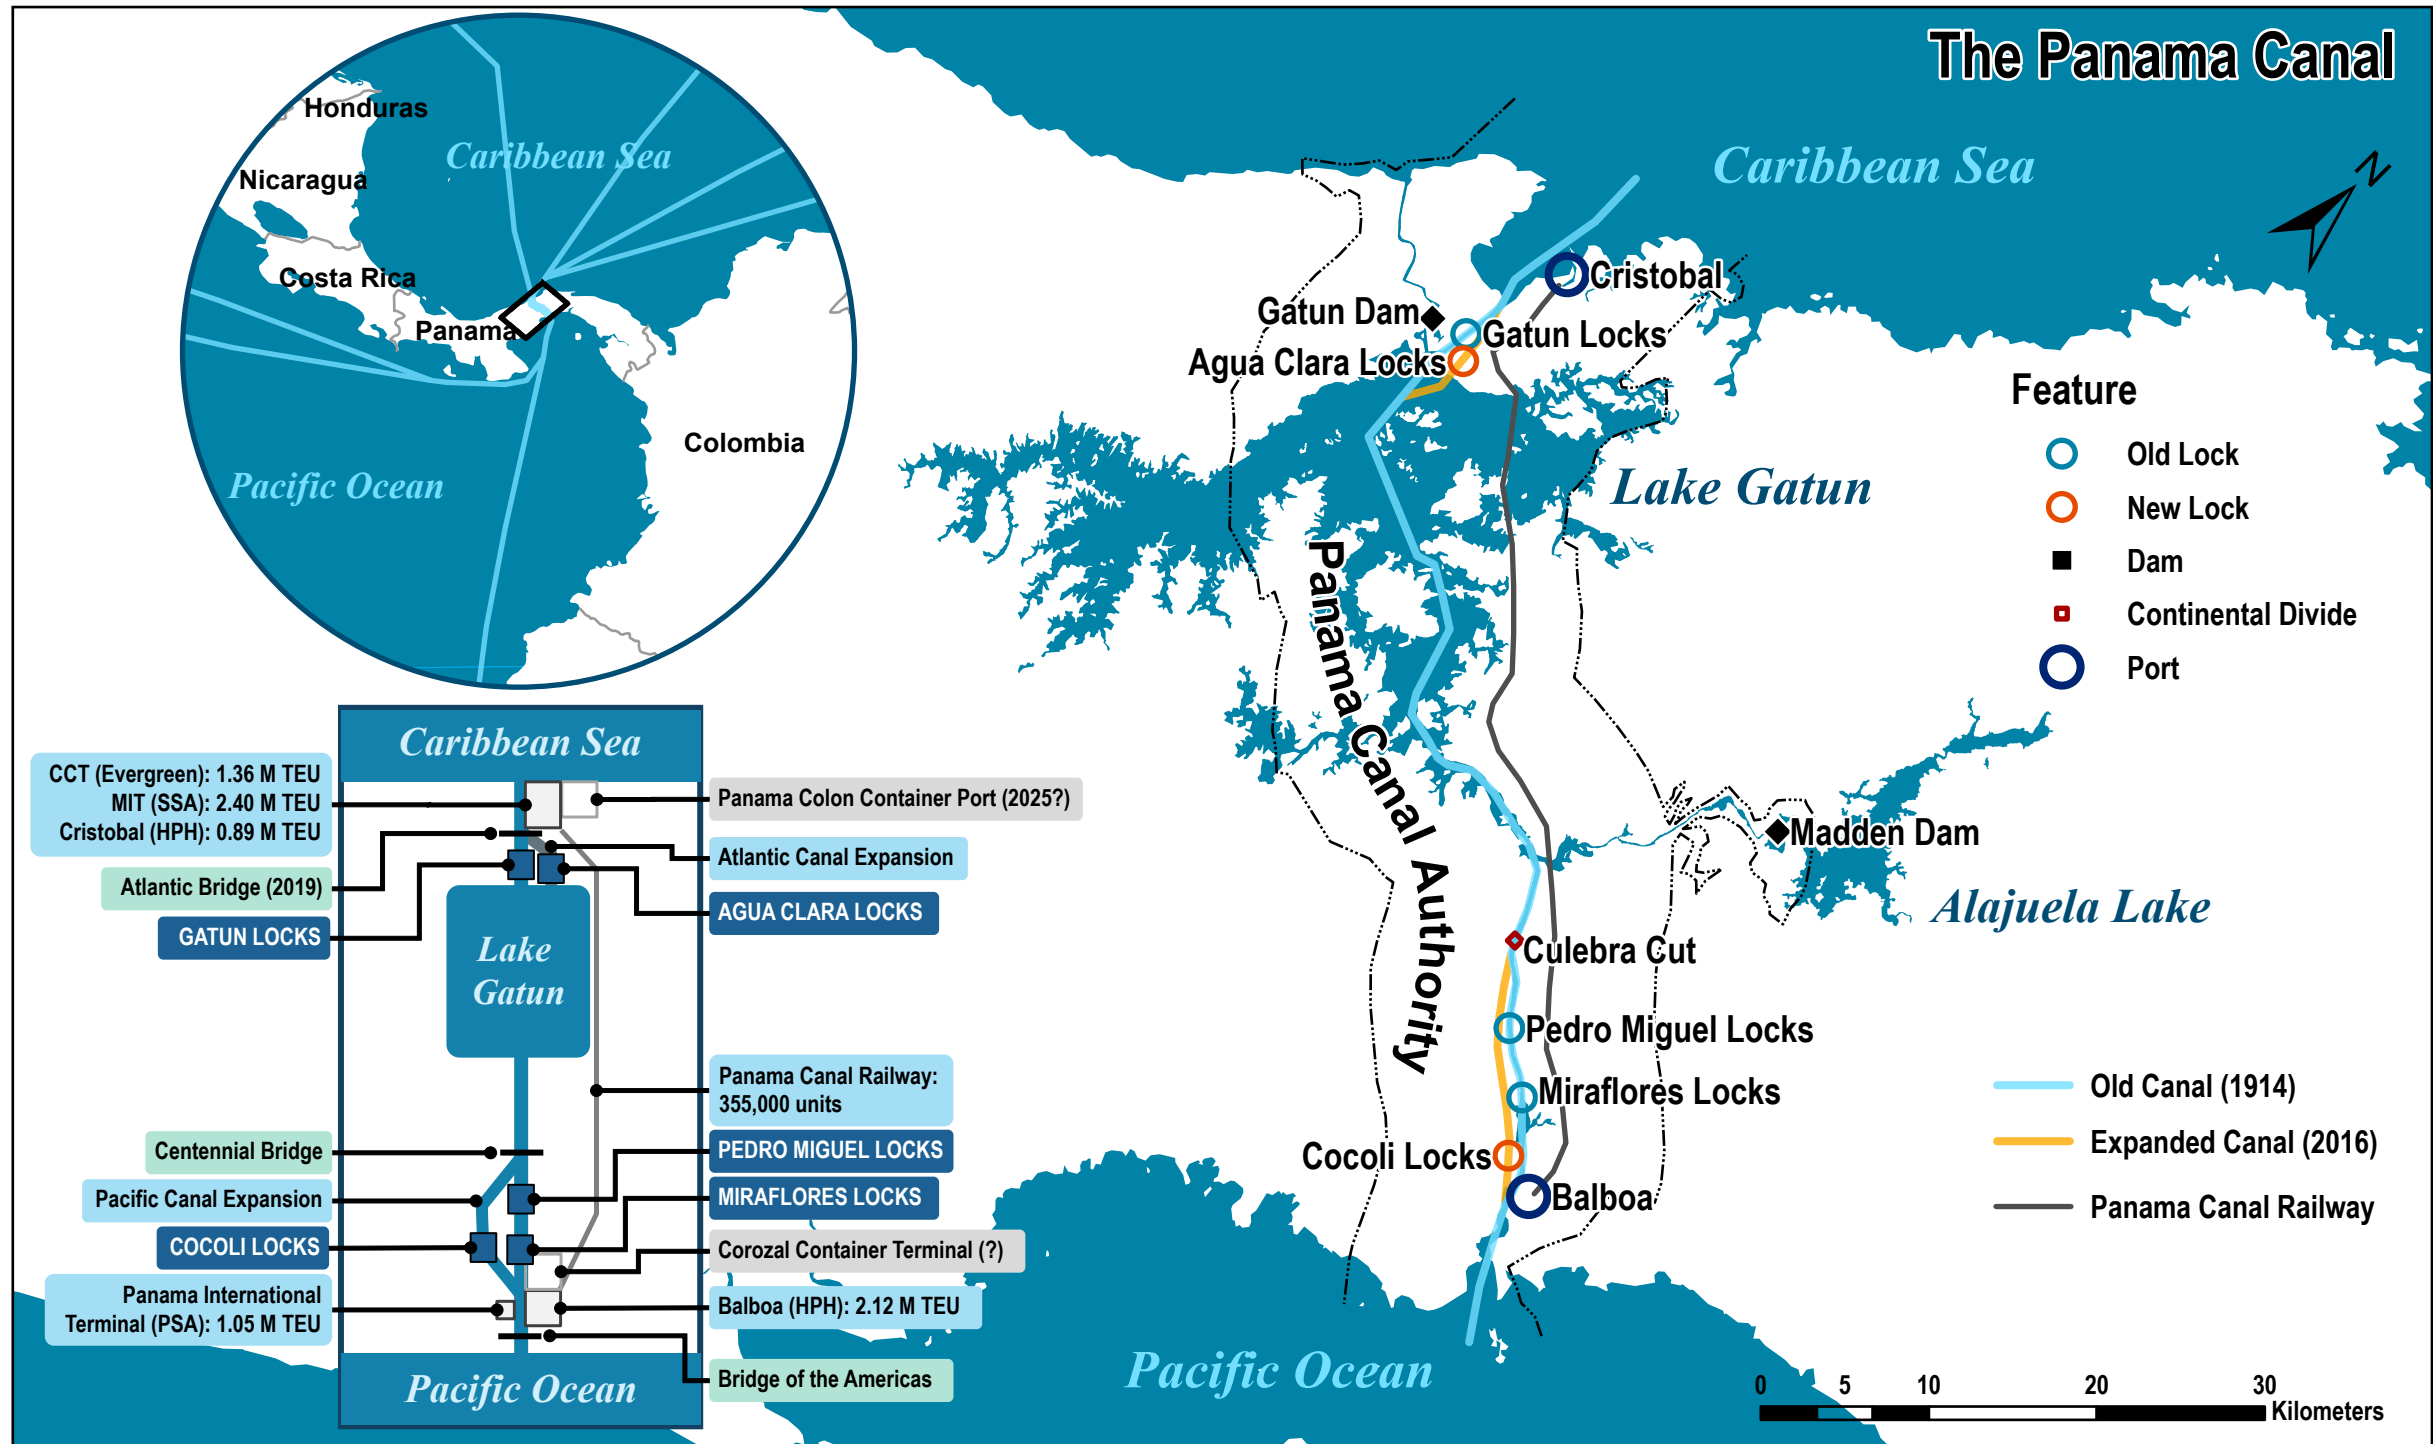 The Panama Canal
Honduras
Caribbean Sea
Nicaragua
Costa Rica
Panama
Colombia
Pacific Ocean
Caribbean Sea
N
Cristobal
Gatun Dam
Gatun Locks
Agua Clara Locks
Lake Gatun
Panama Canal Authority
Madden Dam
Alajuela Lake
Culebra Cut
Pedro Miguel Locks
Miraflores Locks
Cocoli Locks
Balboa
Pacific Ocean
Feature
Old Lock
New Lock
Dam
Continental Divide
Port
Old Canal (1914)
Expanded Canal (2016)
Panama Canal Railway
0 5 10 20 30
Kilometers
Caribbean Sea
CCT (Evergreen): 1.36 M TEU
MIT (SSA): 2.40 M TEU
Cristobal (HPH): 0.89 M TEU
Atlantic Bridge (2019)
GATUN LOCKS
Panama Colon Container Port (2025?)
Atlantic Canal Expansion
AGUA CLARA LOCKS
Lake
Gatun
Panama Canal Railway:
355,000 units
Centennial Bridge
PEDRO MIGUEL LOCKS
Pacific Canal Expansion
MIRAFLORES LOCKS
COCOLI LOCKS
Corozal Container Terminal (?)
Panama International
Terminal (PSA): 1.05 M TEU
Balboa (HPH): 2.12 M TEU
Bridge of the Americas
Pacific Ocean